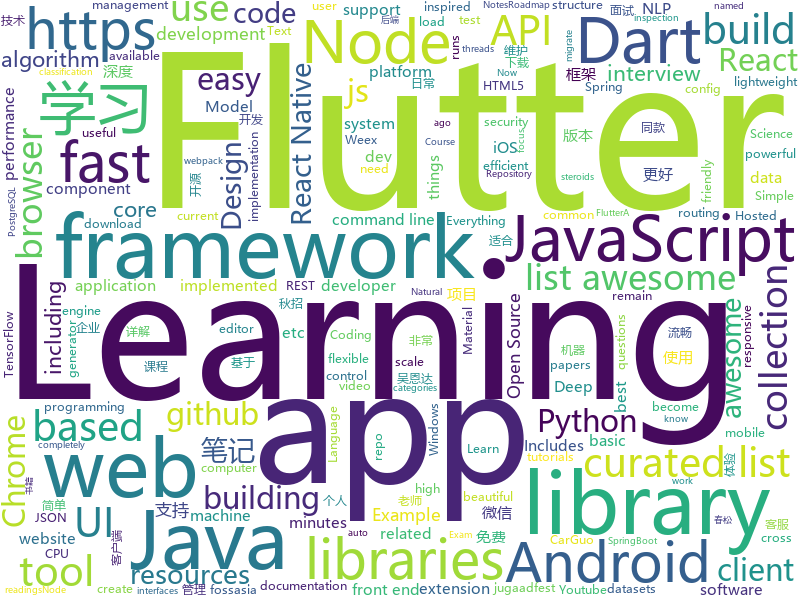 management
named
user
support
inspired
structure
NotesRoadmap
技术
https
use
code
Node
Dart
面试
NLP
后端
inspection
available
load
test
Text
API
build
migrate
algorithm
development
runs
threads
维护
下载
React
classification
深度
platform
日常
Now
HTML5
框架
interview
Spring
lightweight
Flutter
easy
js
Model
React Native
iOS
版本
config
学习
fast
Design
system
Weex
security
同款
Science
powerful
performance
useful
开发
implementation
ago
Course
efficient
focus
Repository
更好
data
browser
webpack
开源
dev
need
things
steroids
friendly
Simple
PostgreSQL
component
core
current
command line
Everything
common
routing
Hosted
download
FlutterA
framework
JavaScript
适合
application
implemented
REST
developer
list awesome
collection
Learning
including
engine
企业
详解
秋招
etc
项目
Open Source
remain
流畅
TensorFlow
generator
editor
Coding
非常
Material
engine
课程
基于
flexible
scale
吴恩达
categories
video
control
app
web
based
github
awesome
responsive
机器
使用
papers
questions
Deep
best
become
mobile
programming
Python
Includes
basic
know
completely
UI
Chrome
笔记
Language
repo
Windows
Learn
tutorials
curated list
体验
书籍
简单
computer
library
work
Java
building
个人
high
beautiful
JSON
支持
machine
minutes
老师
Example
微信
免费
related
cross
客服
website
CPU
客户端
libraries
Android
client
auto
SpringBoot
春松
tool
resources
管理
fossasia
documentation
front end
extension
Exam
CarGuo
jugaadfest
Youtube
datasets
software
readingsNode
interfaces
create
Natural